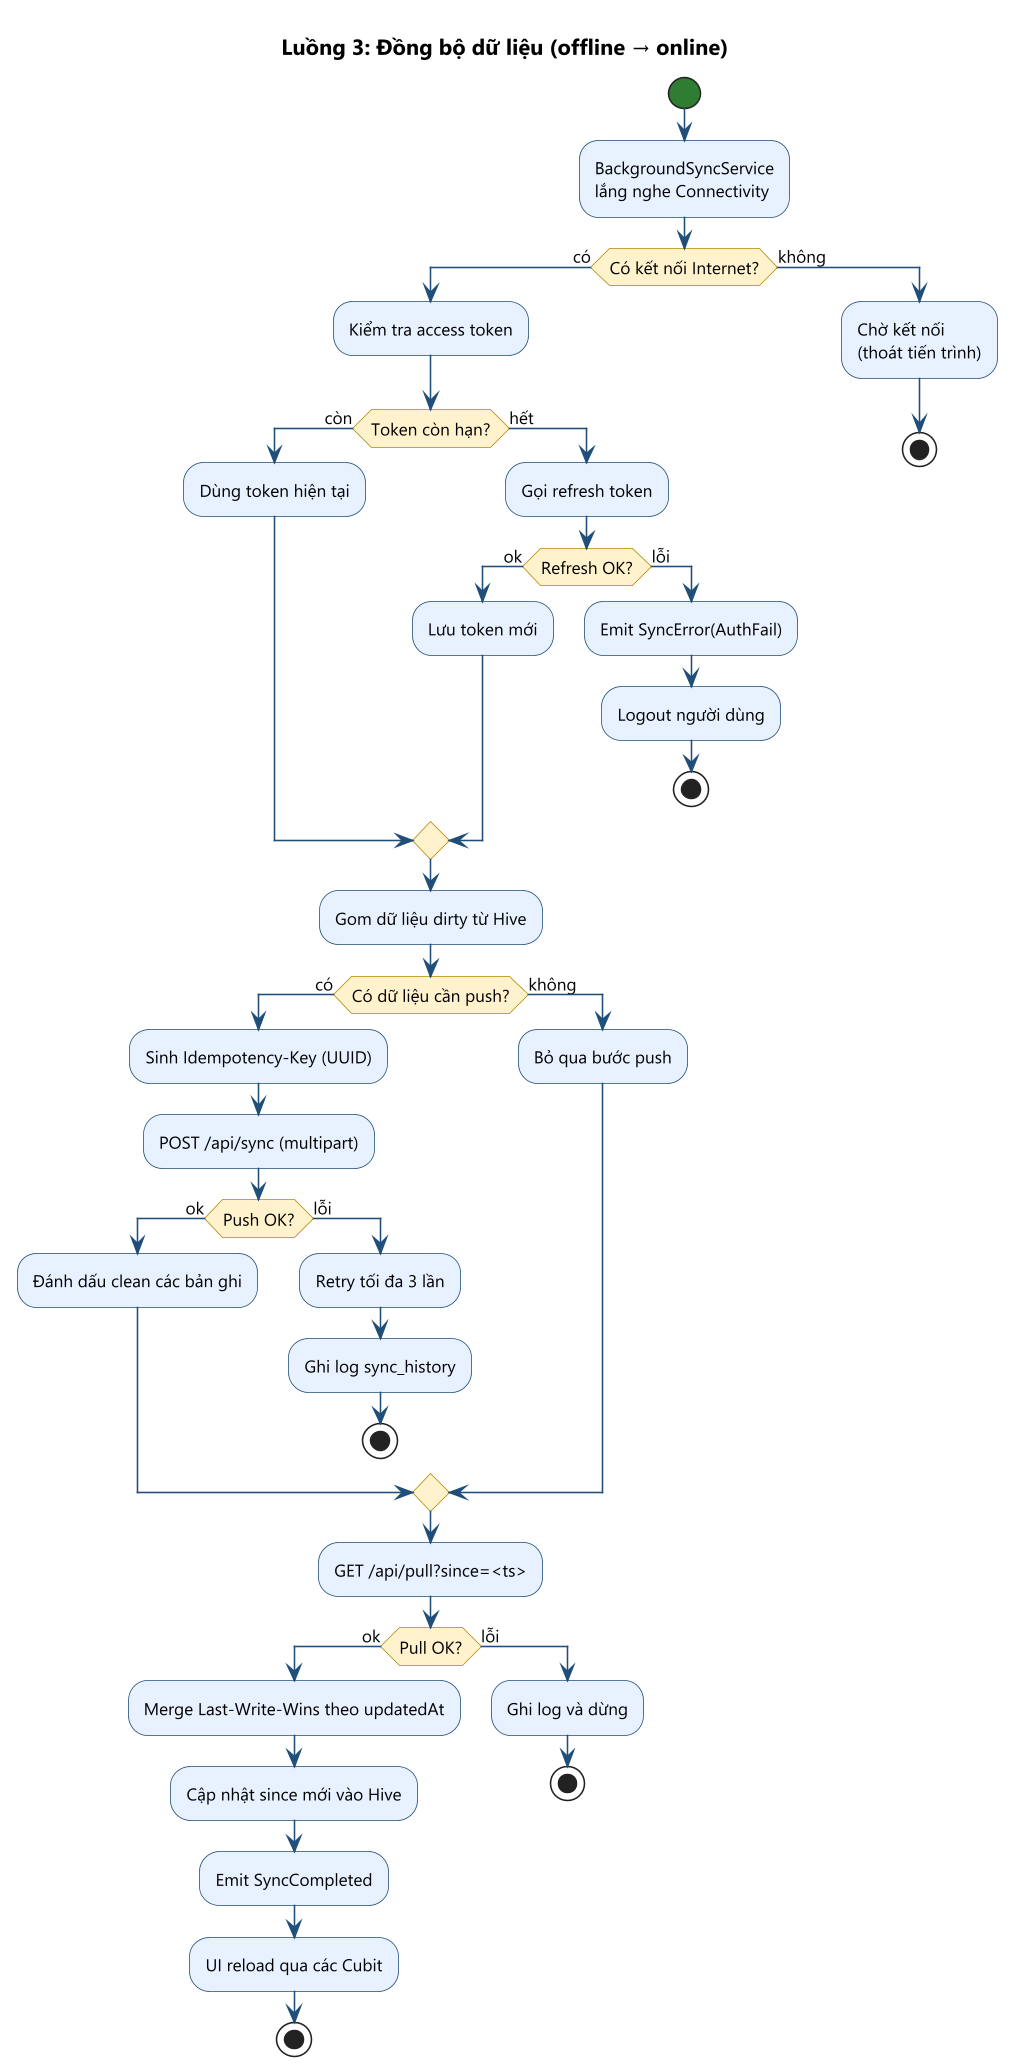 Luồng 3: Đồng bộ dữ liệu (offline → online)
BackgroundSyncService
lắng nghe Connectivity
có
Có kết nối Internet?
không
Kiểm tra access token
Chờ kết nối
(thoát tiến trình)
còn
Token còn hạn?
hết
Dùng token hiện tại
Gọi refresh token
ok
Refresh OK?
lỗi
Lưu token mới
Emit SyncError(AuthFail)
Logout người dùng
Gom dữ liệu dirty từ Hive
có
Có dữ liệu cần push?
không
Sinh Idempotency-Key (UUID)
Bỏ qua bước push
POST /api/sync (multipart)
ok
Push OK?
lỗi
Đánh dấu clean các bản ghi
Retry tối đa 3 lần
Ghi log sync_history
GET /api/pull?since=<ts>
ok
Pull OK?
lỗi
Merge Last-Write-Wins theo updatedAt
Ghi log và dừng
Cập nhật since mới vào Hive
Emit SyncCompleted
UI reload qua các Cubit